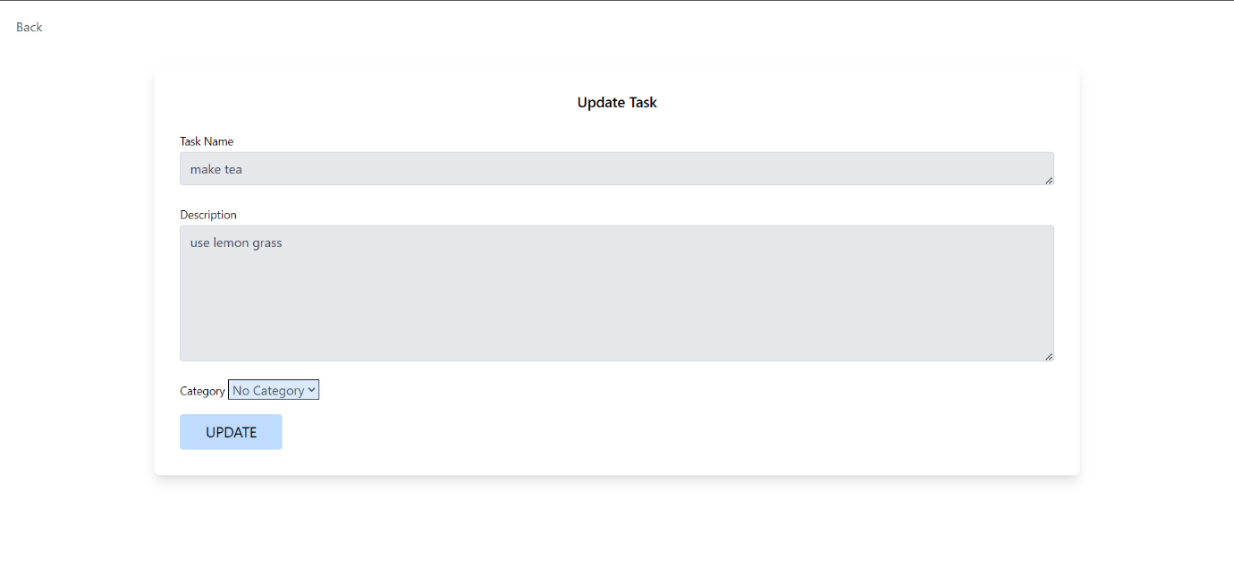 Back
Update Task
Task Name
make tea
Description
use lemon grass
Category No Category
UPDATE